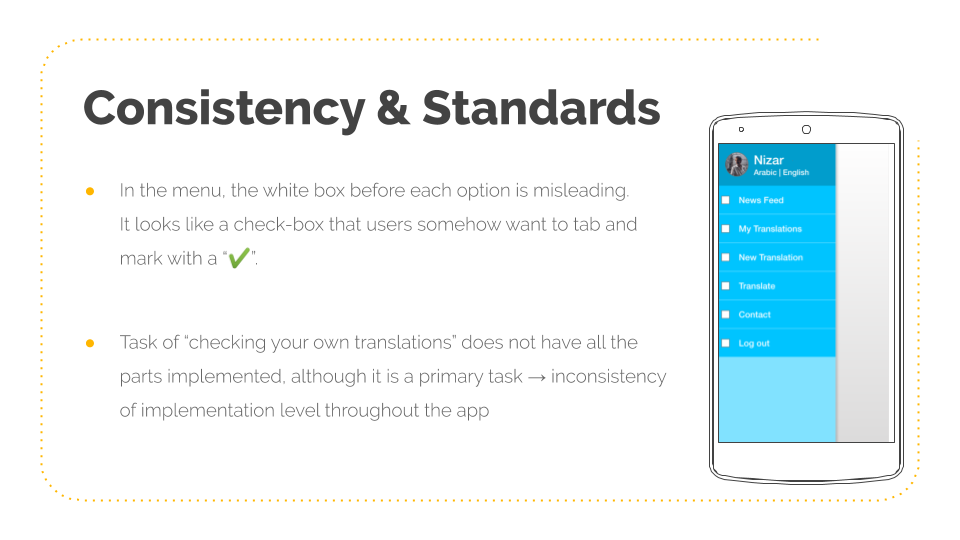 Consistency & Standards
● In the menu, the white box before each option is misleading.
It looks like a check-box that users somehow want to tab and
mark with a “✔”.
● Task of “checking your own translations” does not have all the
parts implemented, although it is a primary task → inconsistency
of implementation level throughout the app
Nizar
Arabic | English
News Feed
My Translations
New Translation
Translate
Contact
Log out